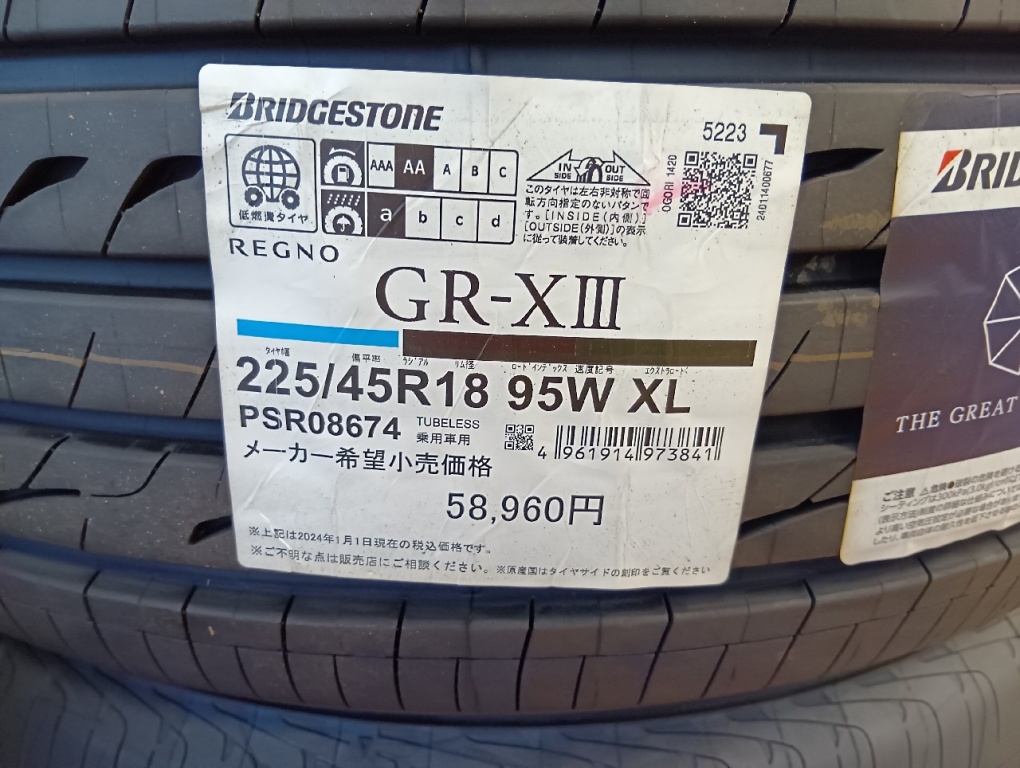 BRIDGESTONE
5223
低燃費タイヤ
AAA AA A B C
a b c d
IN SIDE OUT SIDE
このタイヤは左右非対称で回
転方向指定のないパタンで
す。[INSIDE(内側)]
[OUTSIDE(外側)]の表示
に従って装着してください。
OGORI 1420
2401400677
REGNO
GR-XⅢ
タイヤ幅 偏平率 ラジアル リム径 ロードインデックス 速度記号 エクストラロード
225/45R18 95W XL
PSR08674 TUBELESS
乗用車用
4 961914 973841
メーカー希望小売価格
58,960円
※上記は2024年1月1日現在の税込価格です。
※ご不明な点は販売店にご相談ください。 ※原産国はタイヤサイドの刻印をご覧ください
BRID
THE GREAT
ご注意